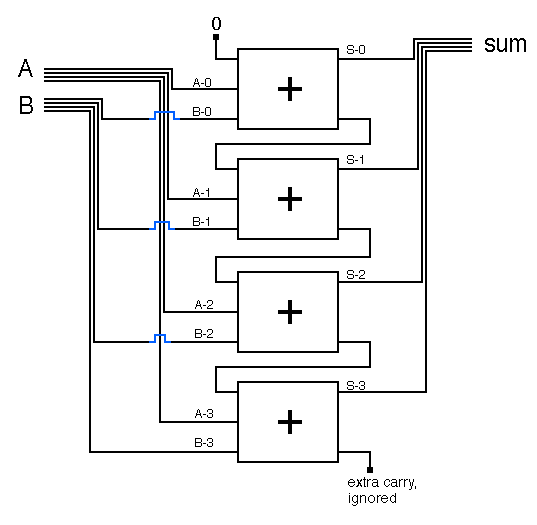 0
S-0
sum
A
A-0
B
B-0
S-1
A-1
B-1
S-2
A-2
B-2
S-3
A-3
B-3
extra carry,
ignored